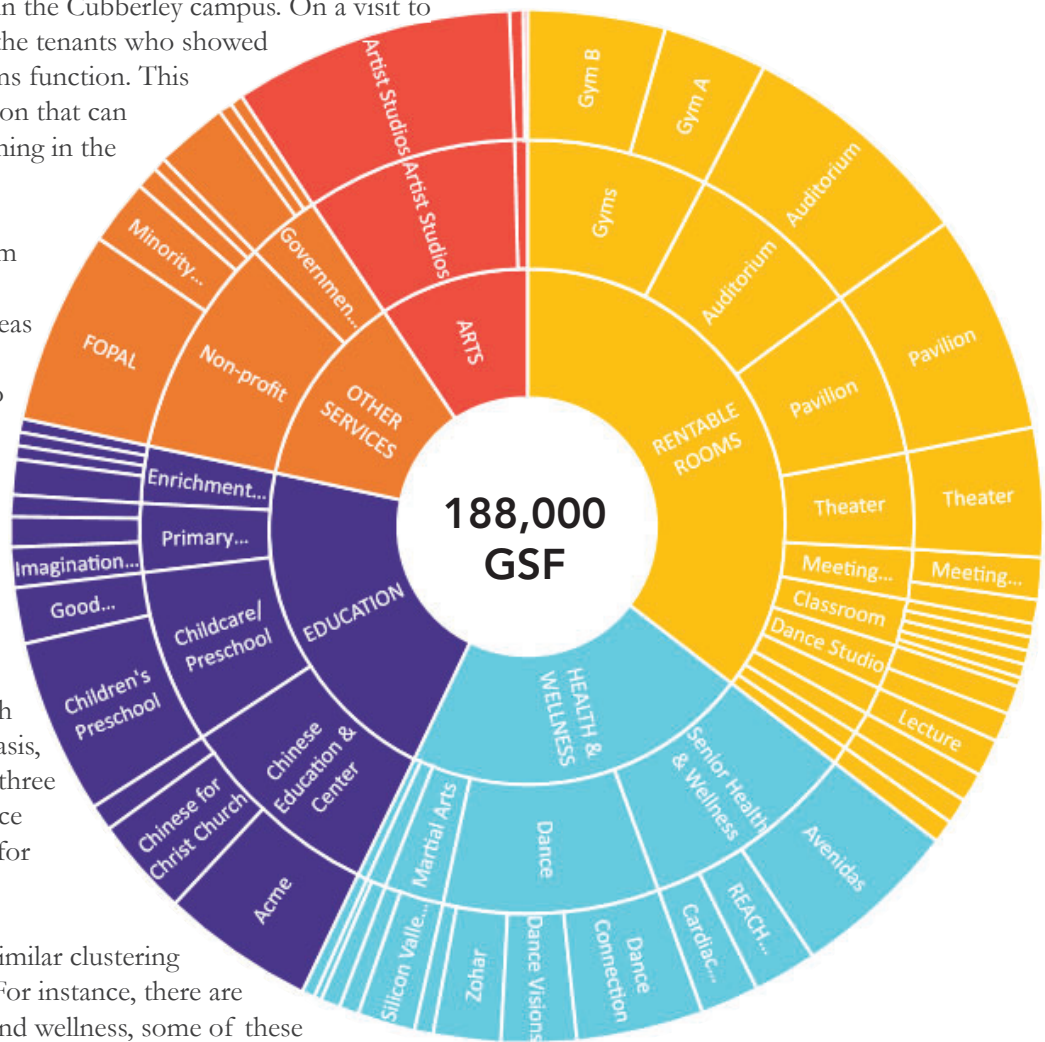 in the Cubberley campus. On a visit to
the tenants who showed
ns function. This
on that can
ning in the
m
eas
o
h
asis,
three
ce
for
imilar clustering
For instance, there are
nd wellness, some of these
188,000
GSF
RENTABLE
ROOMS
Gyms
Gym B
Gym A
Auditorium
Auditorium
Pavilion
Pavilion
Theater
Theater
Meeting...
Meeting...
Classroom
Dance Studio
Lecture
HEALTH &
WELLNESS
Senior Health
& Wellness
Avenidas
REACH...
Cardiac...
Dance
Dance
Connection
Dance Visions
Zohar
Martial Arts
Silicon Valle...
EDUCATION
Chinese
Education &
Center
Acme
Chinese for
Christ Church
Childcare/
Preschool
Children's
Preschool
Good...
Imagination...
Primary...
Enrichment...
OTHER
SERVICES
Non-profit
FOPAL
Minority...
Governmen...
ARTS
Artist Studios
Artist Studios